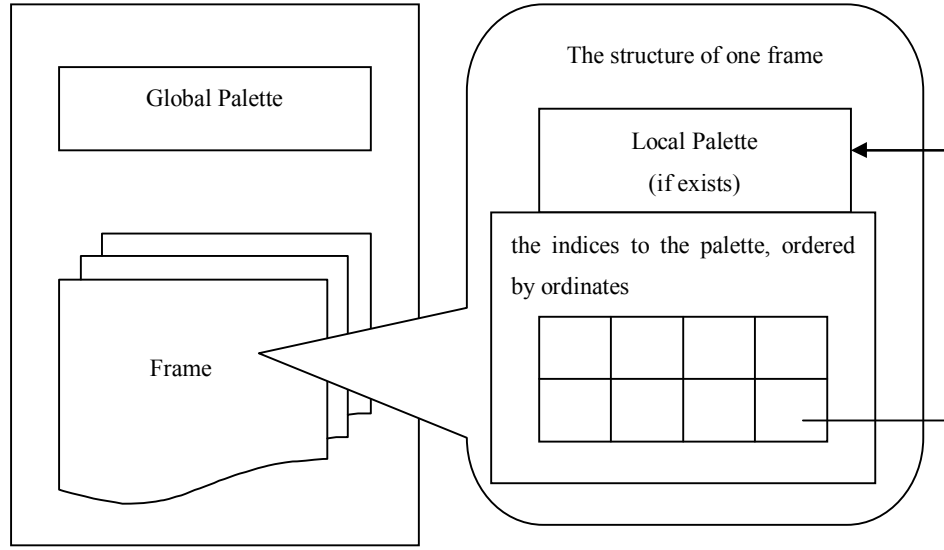 Global Palette
Frame
The structure of one frame
Local Palette
(if exists)
the indices to the palette, ordered
by ordinates